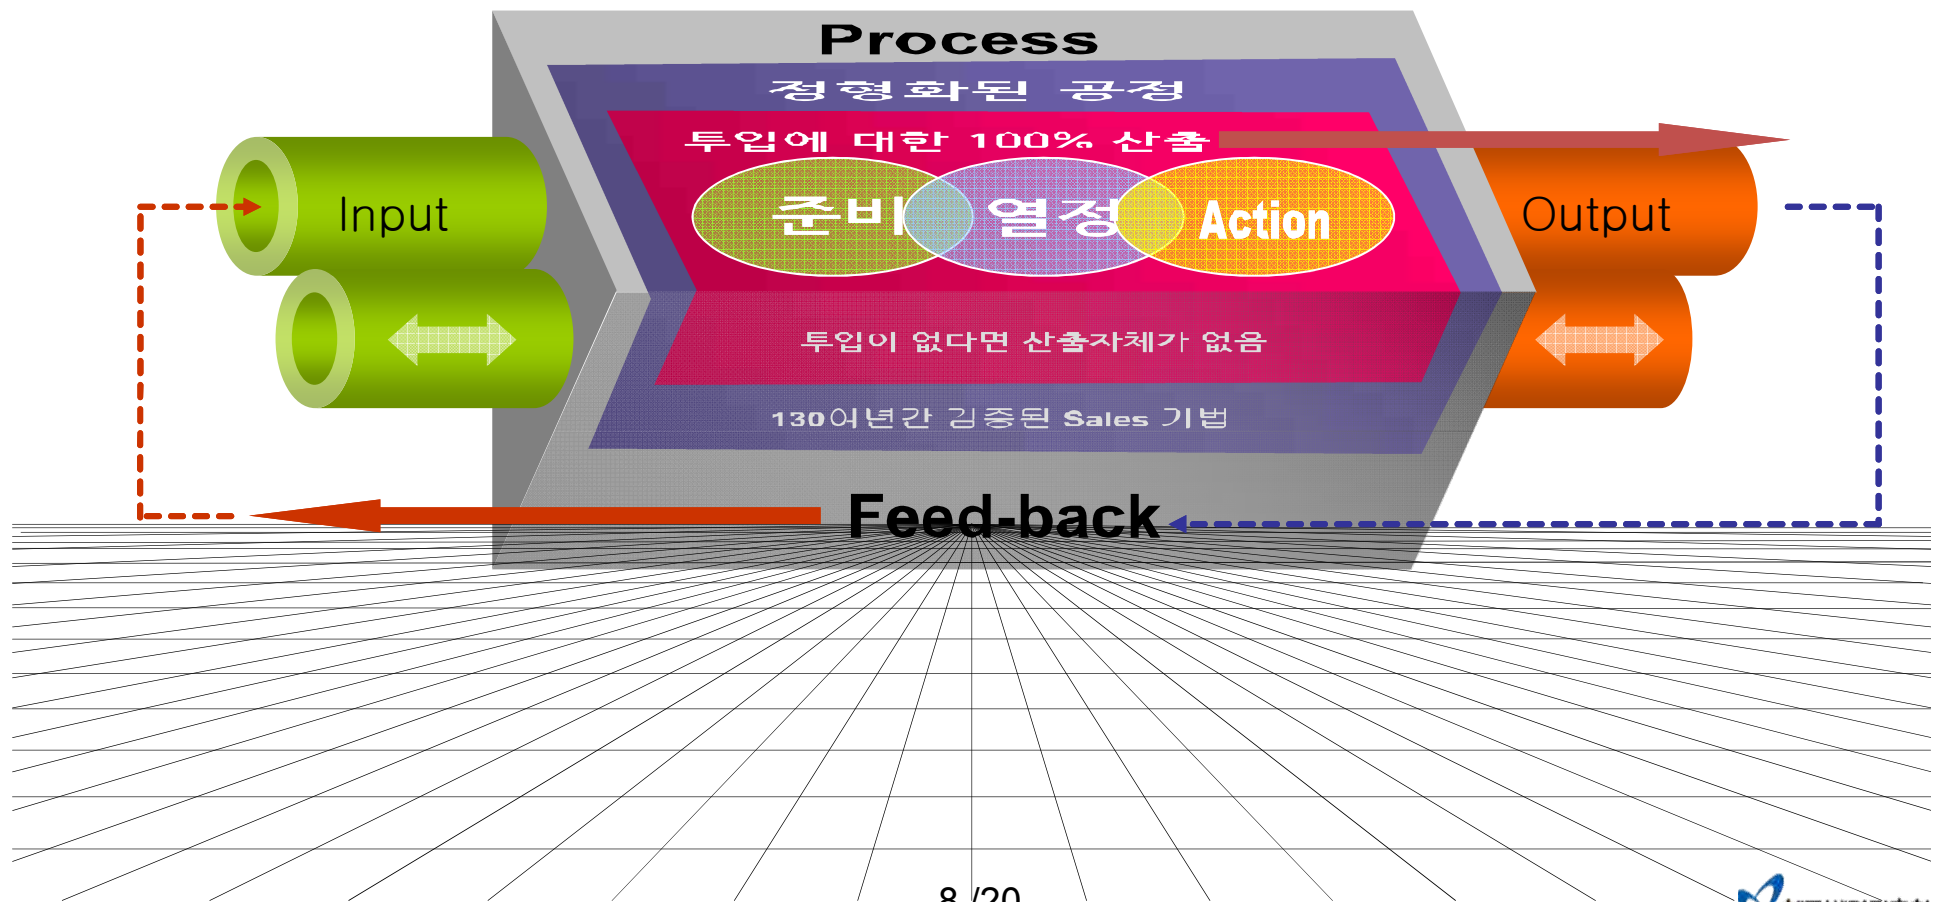 Process
정형화된 공정
투입에 대한 100% 산출
Input
준비 열정 Action
Output
투입이 없다면 산출자체가 없음
130여년간 검증된 Sales 기법
Feed-back
8 /20